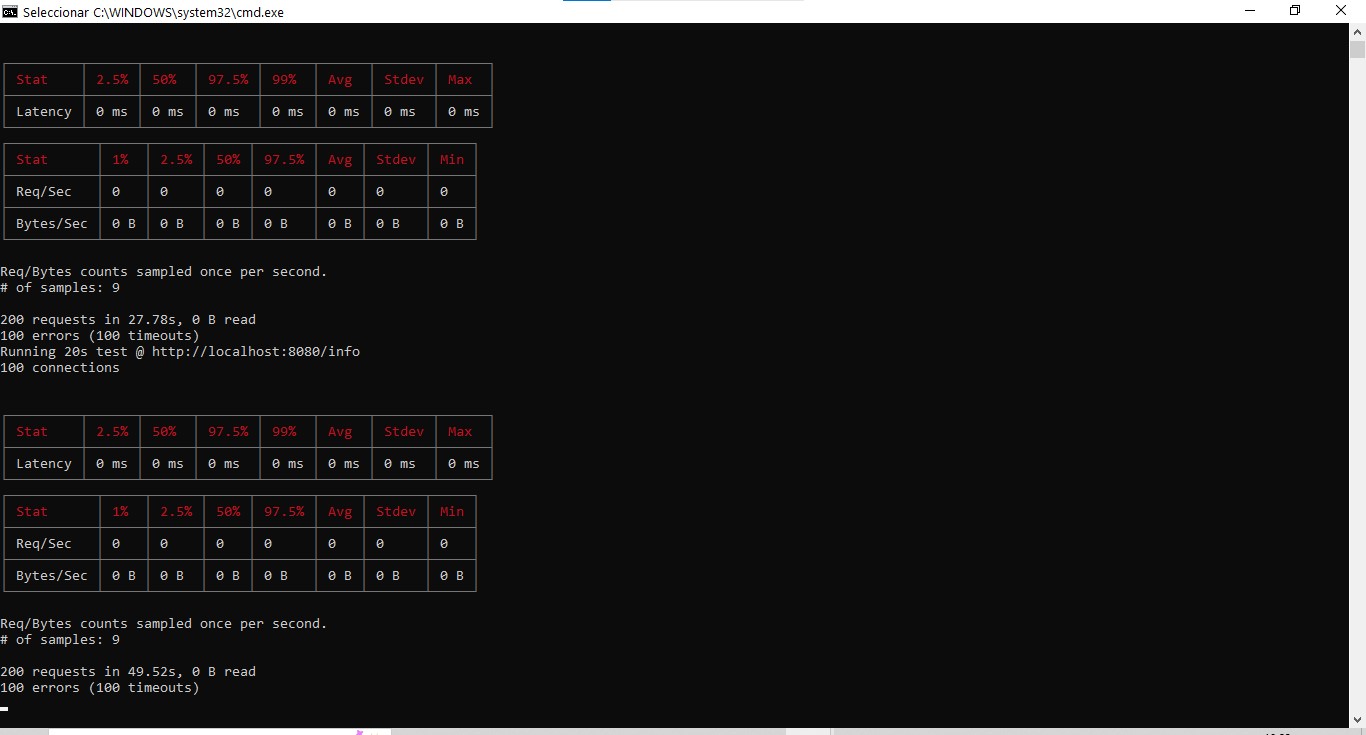 Seleccionar C:\WINDOWS\system32\cmd.exe
Stat 2.5% 50% 97.5% 99% Avg Stdev Max
Latency 0 ms 0 ms 0 ms 0 ms 0 ms 0 ms 0 ms
Stat 1% 2.5% 50% 97.5% Avg Stdev Min
Req/Sec 0 0 0 0 0 0 0
Bytes/Sec 0 B 0 B 0 B 0 B 0 B 0 B 0 B
Req/Bytes counts sampled once per second.
# of samples: 9
200 requests in 27.78s, 0 B read
100 errors (100 timeouts)
Running 20s test @ http://localhost:8080/info
100 connections
Stat 2.5% 50% 97.5% 99% Avg Stdev Max
Latency 0 ms 0 ms 0 ms 0 ms 0 ms 0 ms 0 ms
Stat 1% 2.5% 50% 97.5% Avg Stdev Min
Req/Sec 0 0 0 0 0 0 0
Bytes/Sec 0 B 0 B 0 B 0 B 0 B 0 B 0 B
Req/Bytes counts sampled once per second.
# of samples: 9
200 requests in 49.52s, 0 B read
100 errors (100 timeouts)